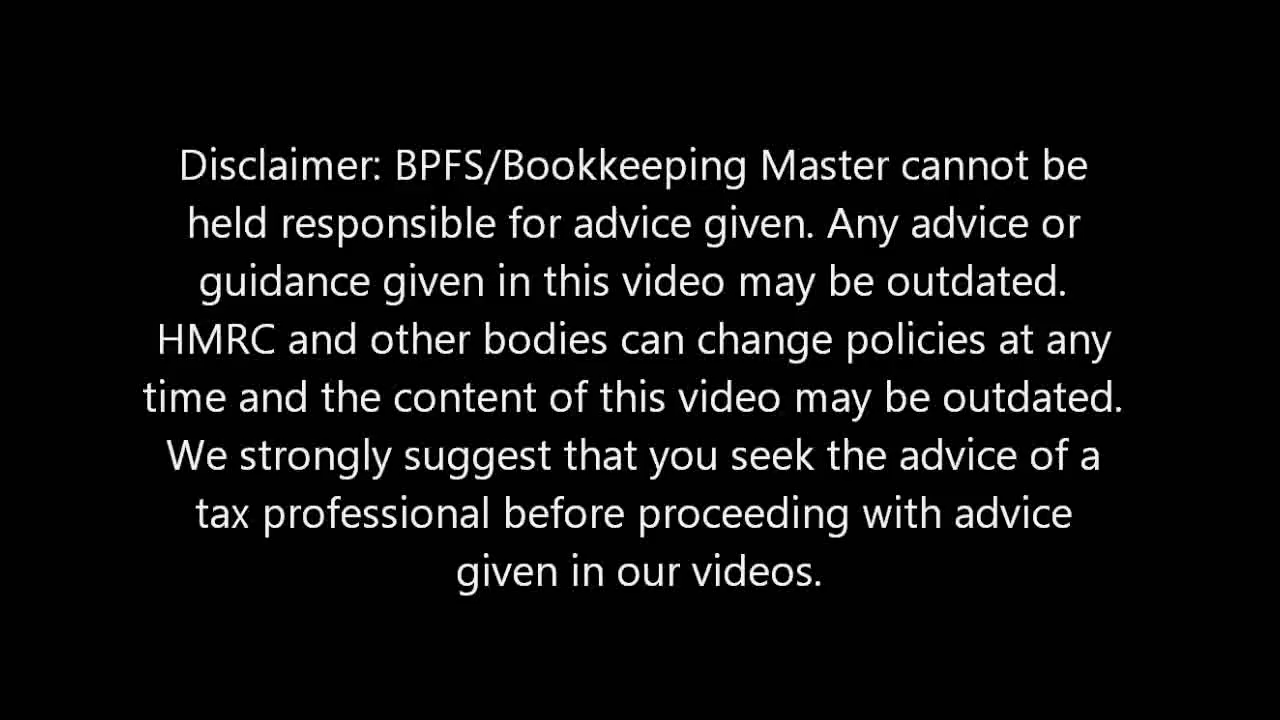 Disclaimer: BPFS/Bookkeeping Master cannot be
held responsible for advice given. Any advice or
guidance given in this video may be outdated.
HMRC and other bodies can change policies at any
time and the content of this video may be outdated.
We strongly suggest that you seek the advice of a
tax professional before proceeding with advice
given in our videos.